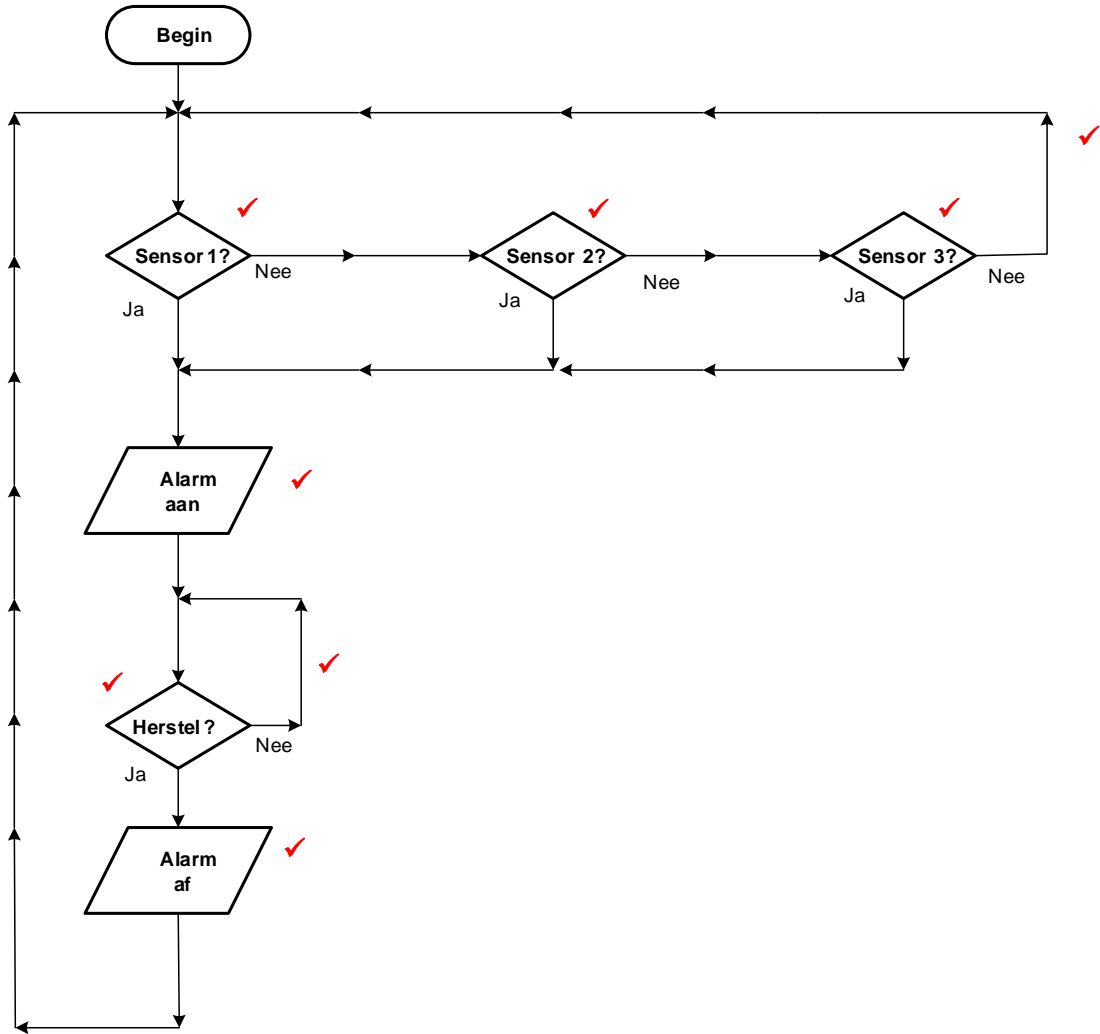 Begin
Sensor 1?
Nee
Ja
Sensor 2?
Nee
Ja
Sensor 3?
Nee
Ja
Alarm
aan
Herstel ?
Nee
Ja
Alarm
af